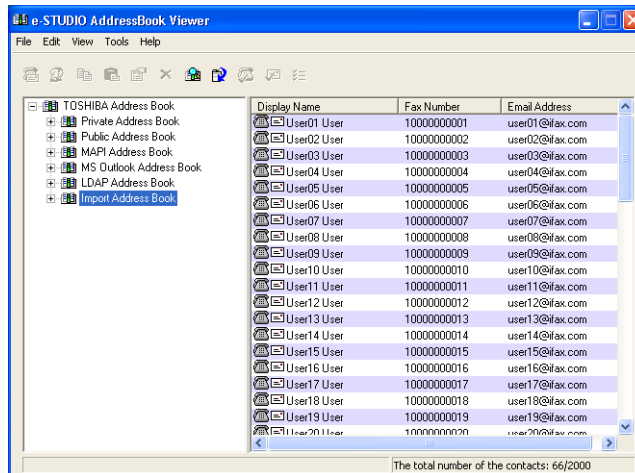 e-STUDIO AddressBook Viewer
File Edit View Tools Help
TOSHIBA Address Book
Private Address Book
Public Address Book
MAPI Address Book
MS Outlook Address Book
LDAP Address Book
Import Address Book
Display Name Fax Number Email Address
User01 User 10000000001 user01@ifax.com
User02 User 10000000002 user02@ifax.com
User03 User 10000000003 user03@ifax.com
User04 User 10000000004 user04@ifax.com
User05 User 10000000005 user05@ifax.com
User06 User 10000000006 user06@ifax.com
User07 User 10000000007 user07@ifax.com
User08 User 10000000008 user08@ifax.com
User09 User 10000000009 user09@ifax.com
User10 User 10000000010 user10@ifax.com
User11 User 10000000011 user11@ifax.com
User12 User 10000000012 user12@ifax.com
User13 User 10000000013 user13@ifax.com
User14 User 10000000014 user14@ifax.com
User15 User 10000000015 user15@ifax.com
User16 User 10000000016 user16@ifax.com
User17 User 10000000017 user17@ifax.com
User18 User 10000000018 user18@ifax.com
User19 User 10000000019 user19@ifax.com
User20 User 10000000020 user20@ifax.com
The total number of the contacts: 66/2000